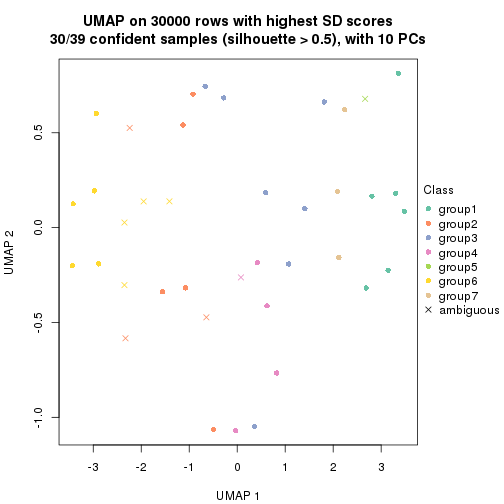 UMAP on 30000 rows with highest SD scores
30/39 confident samples (silhouette > 0.5), with 10 PCs
UMAP 2
0.5
0.0
-0.5
-1.0
-3 -2 -1 0 1 2 3
UMAP 1
Class
group1
group2
group3
group4
group5
group6
group7
ambiguous